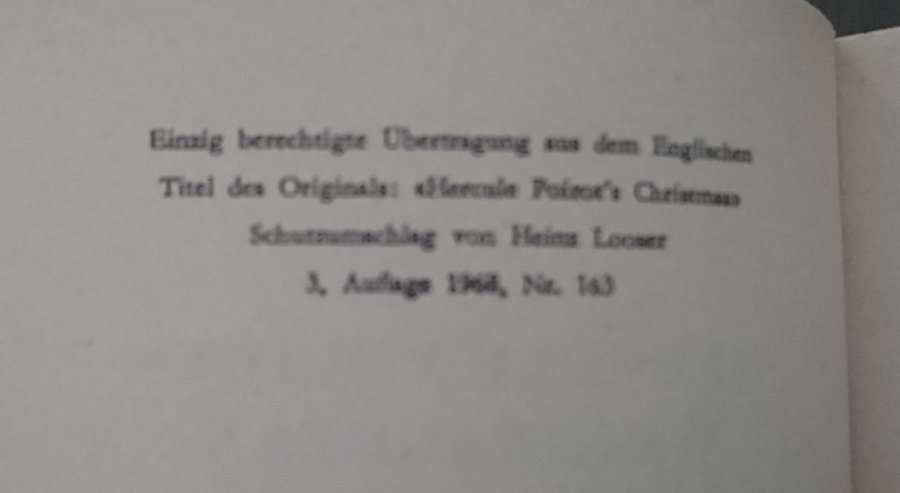 Einzig berechtigte Übertragung aus dem Englischen
Titel des Originals: «Hercule Poirot's Christmas»
Schutzumschlag von Heinz Looser
3. Auflage 1968, Nr. 163